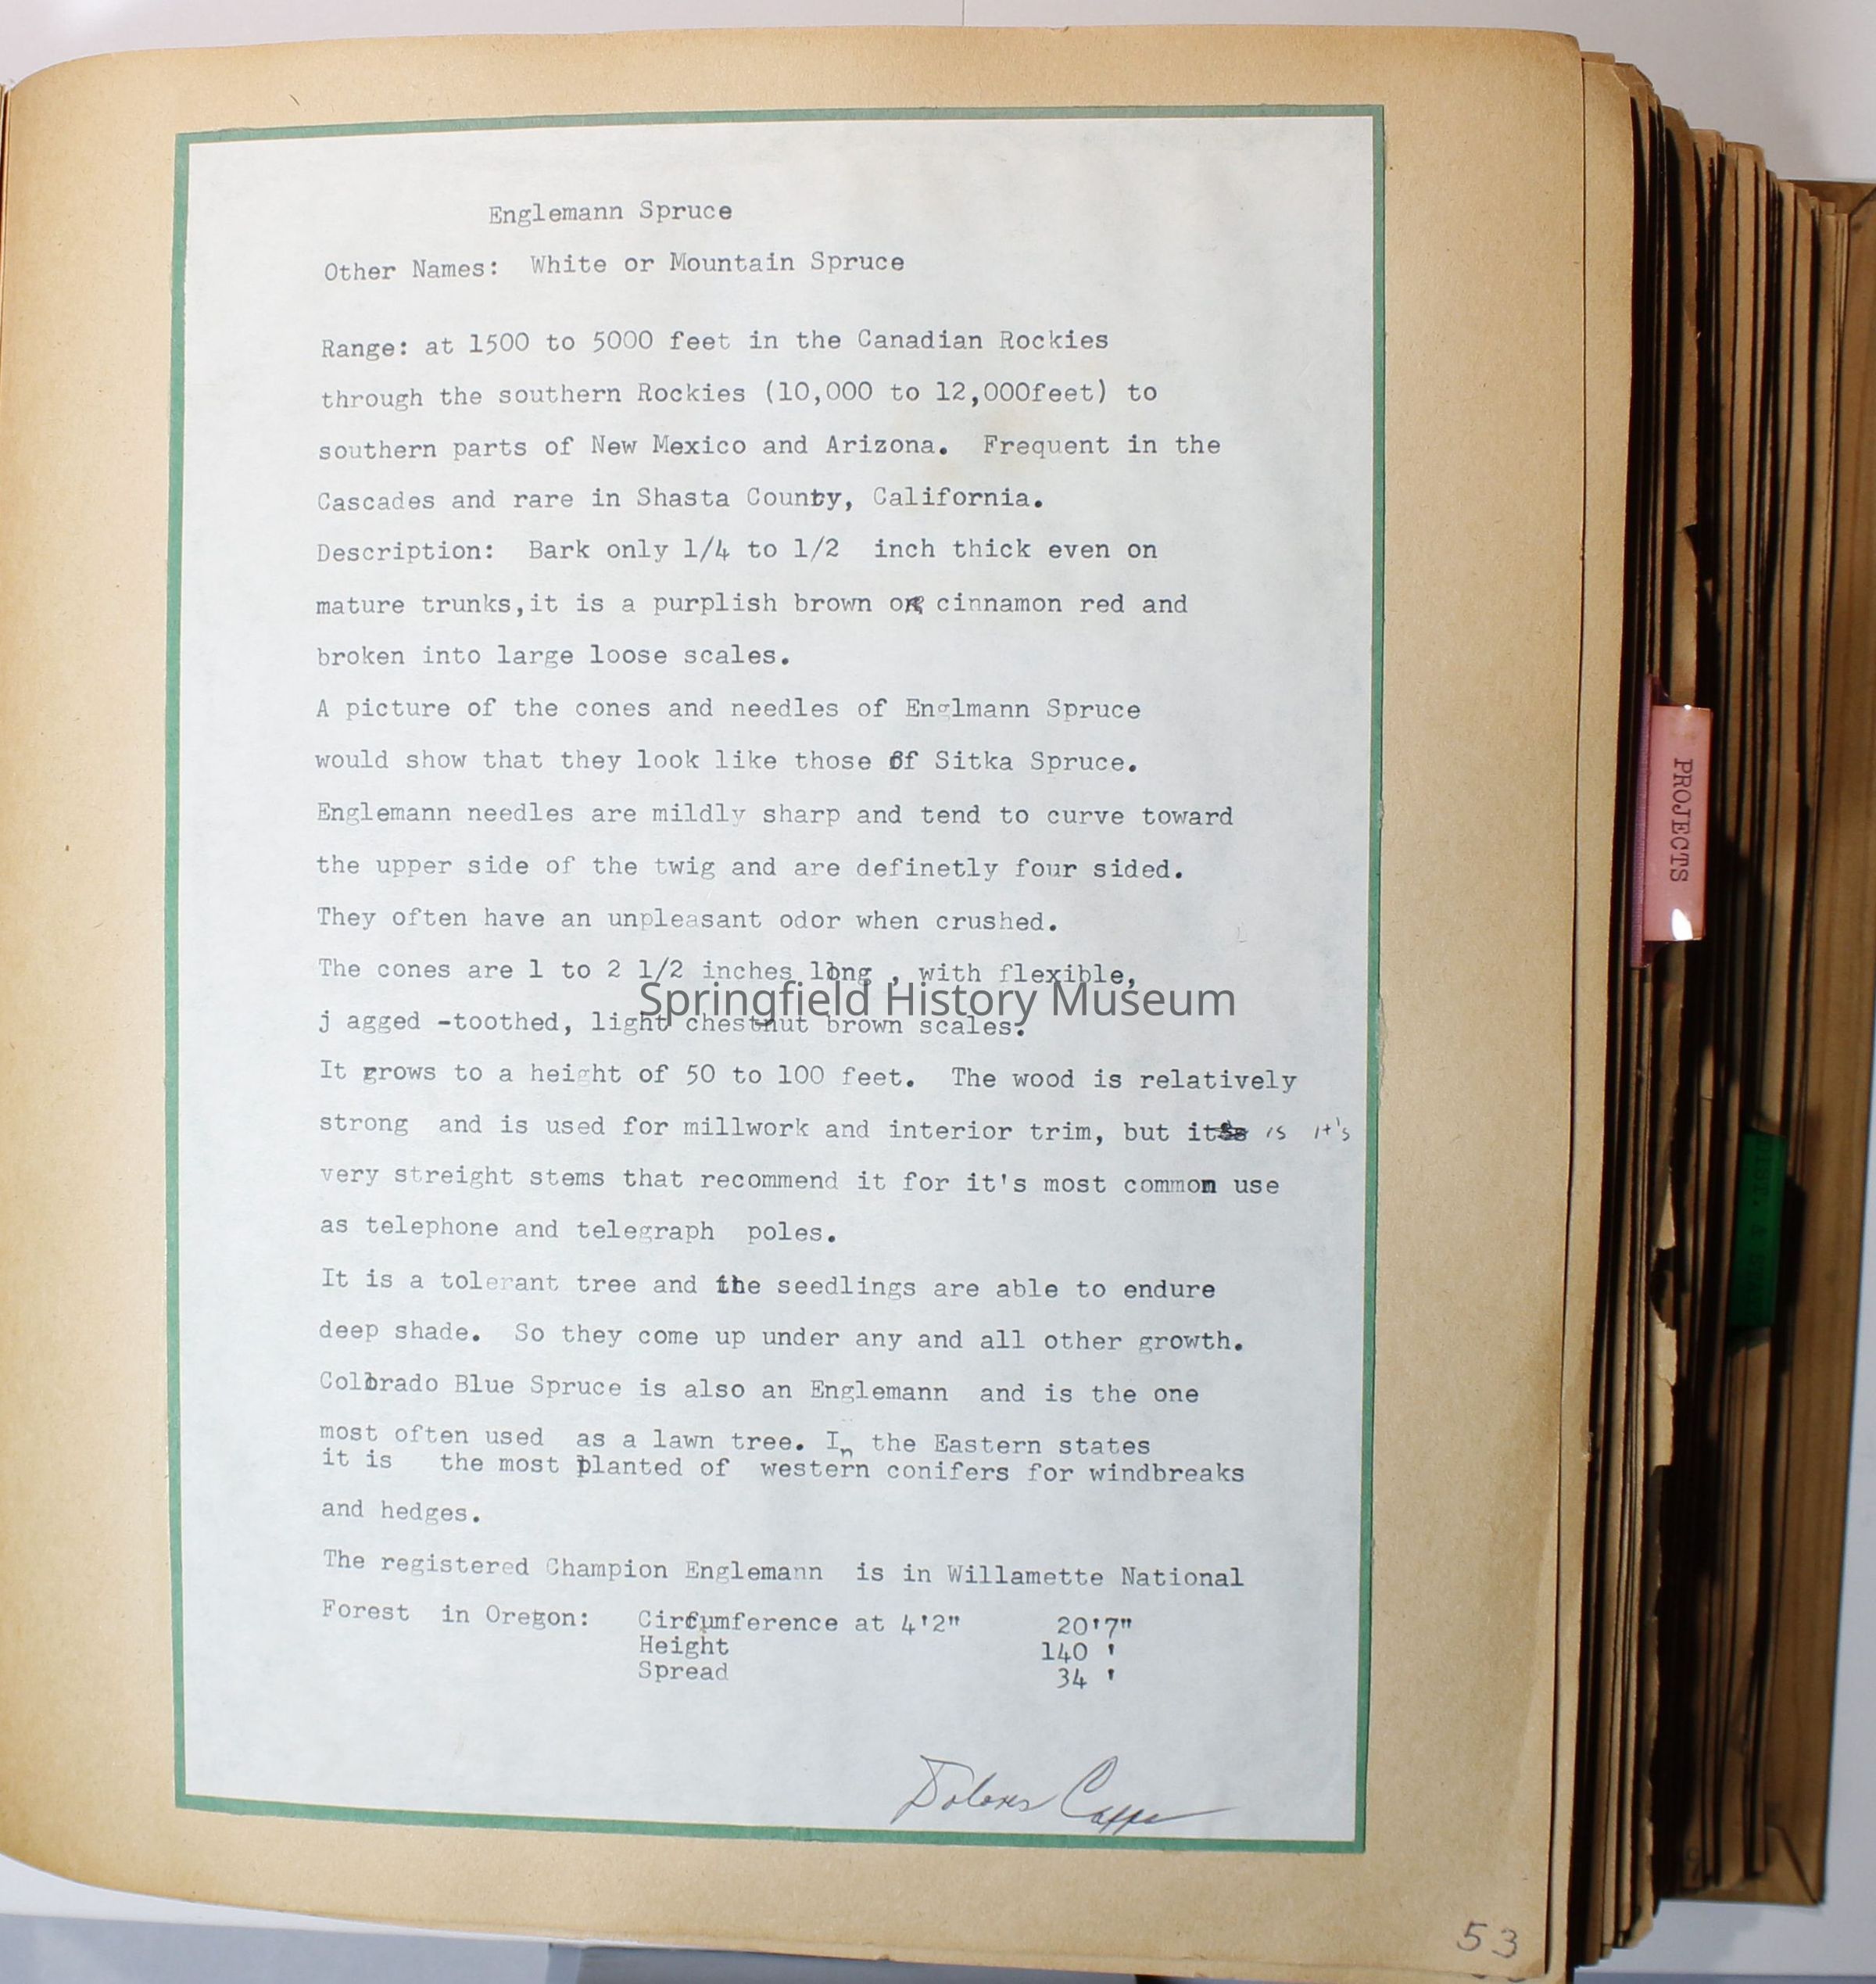 Englemann Spruce
Other Names: White or Mountain Spruce
Range: at 1500 to 5000 feet in the Canadian Rockies
through the southern Rockies (10,000 to 12,000feet) to
southern parts of New Mexico and Arizona. Frequent in the
Cascades and rare in Shasta County, California.
Description: Bark only 1/4 to 1/2 inch thick even on
mature trunks,it is a purplish brown or cinnamon red and
broken into large loose scales.
A picture of the cones and needles of Englmann Spruce
would show that they look like those of Sitka Spruce.
Englemann needles are mildly sharp and tend to curve toward
the upper side of the twig and are definetly four sided.
They often have an unpleasant odor when crushed.
The cones are 1 to 2 1/2 inches long , with flexible,
Springfield History Museum
j agged -toothed, light chestnut brown scales.
It grows to a height of 50 to 100 feet. The wood is relatively
strong and is used for millwork and interior trim, but it is it's
very streight stems that recommend it for it's most common use
as telephone and telegraph poles.
It is a tolerant tree and the seedlings are able to endure
deep shade. So they come up under any and all other growth.
Colorado Blue Spruce is also an Englemann and is the one
most often used as a lawn tree. In the Eastern states
it is the most planted of western conifers for windbreaks
and hedges.
The registered Champion Englemann is in Willamette National
Forest in Oregon: Circumference at 4'2" 20'7"
Height 140 '
Spread 34 '
Dolores
53
PROJECTS